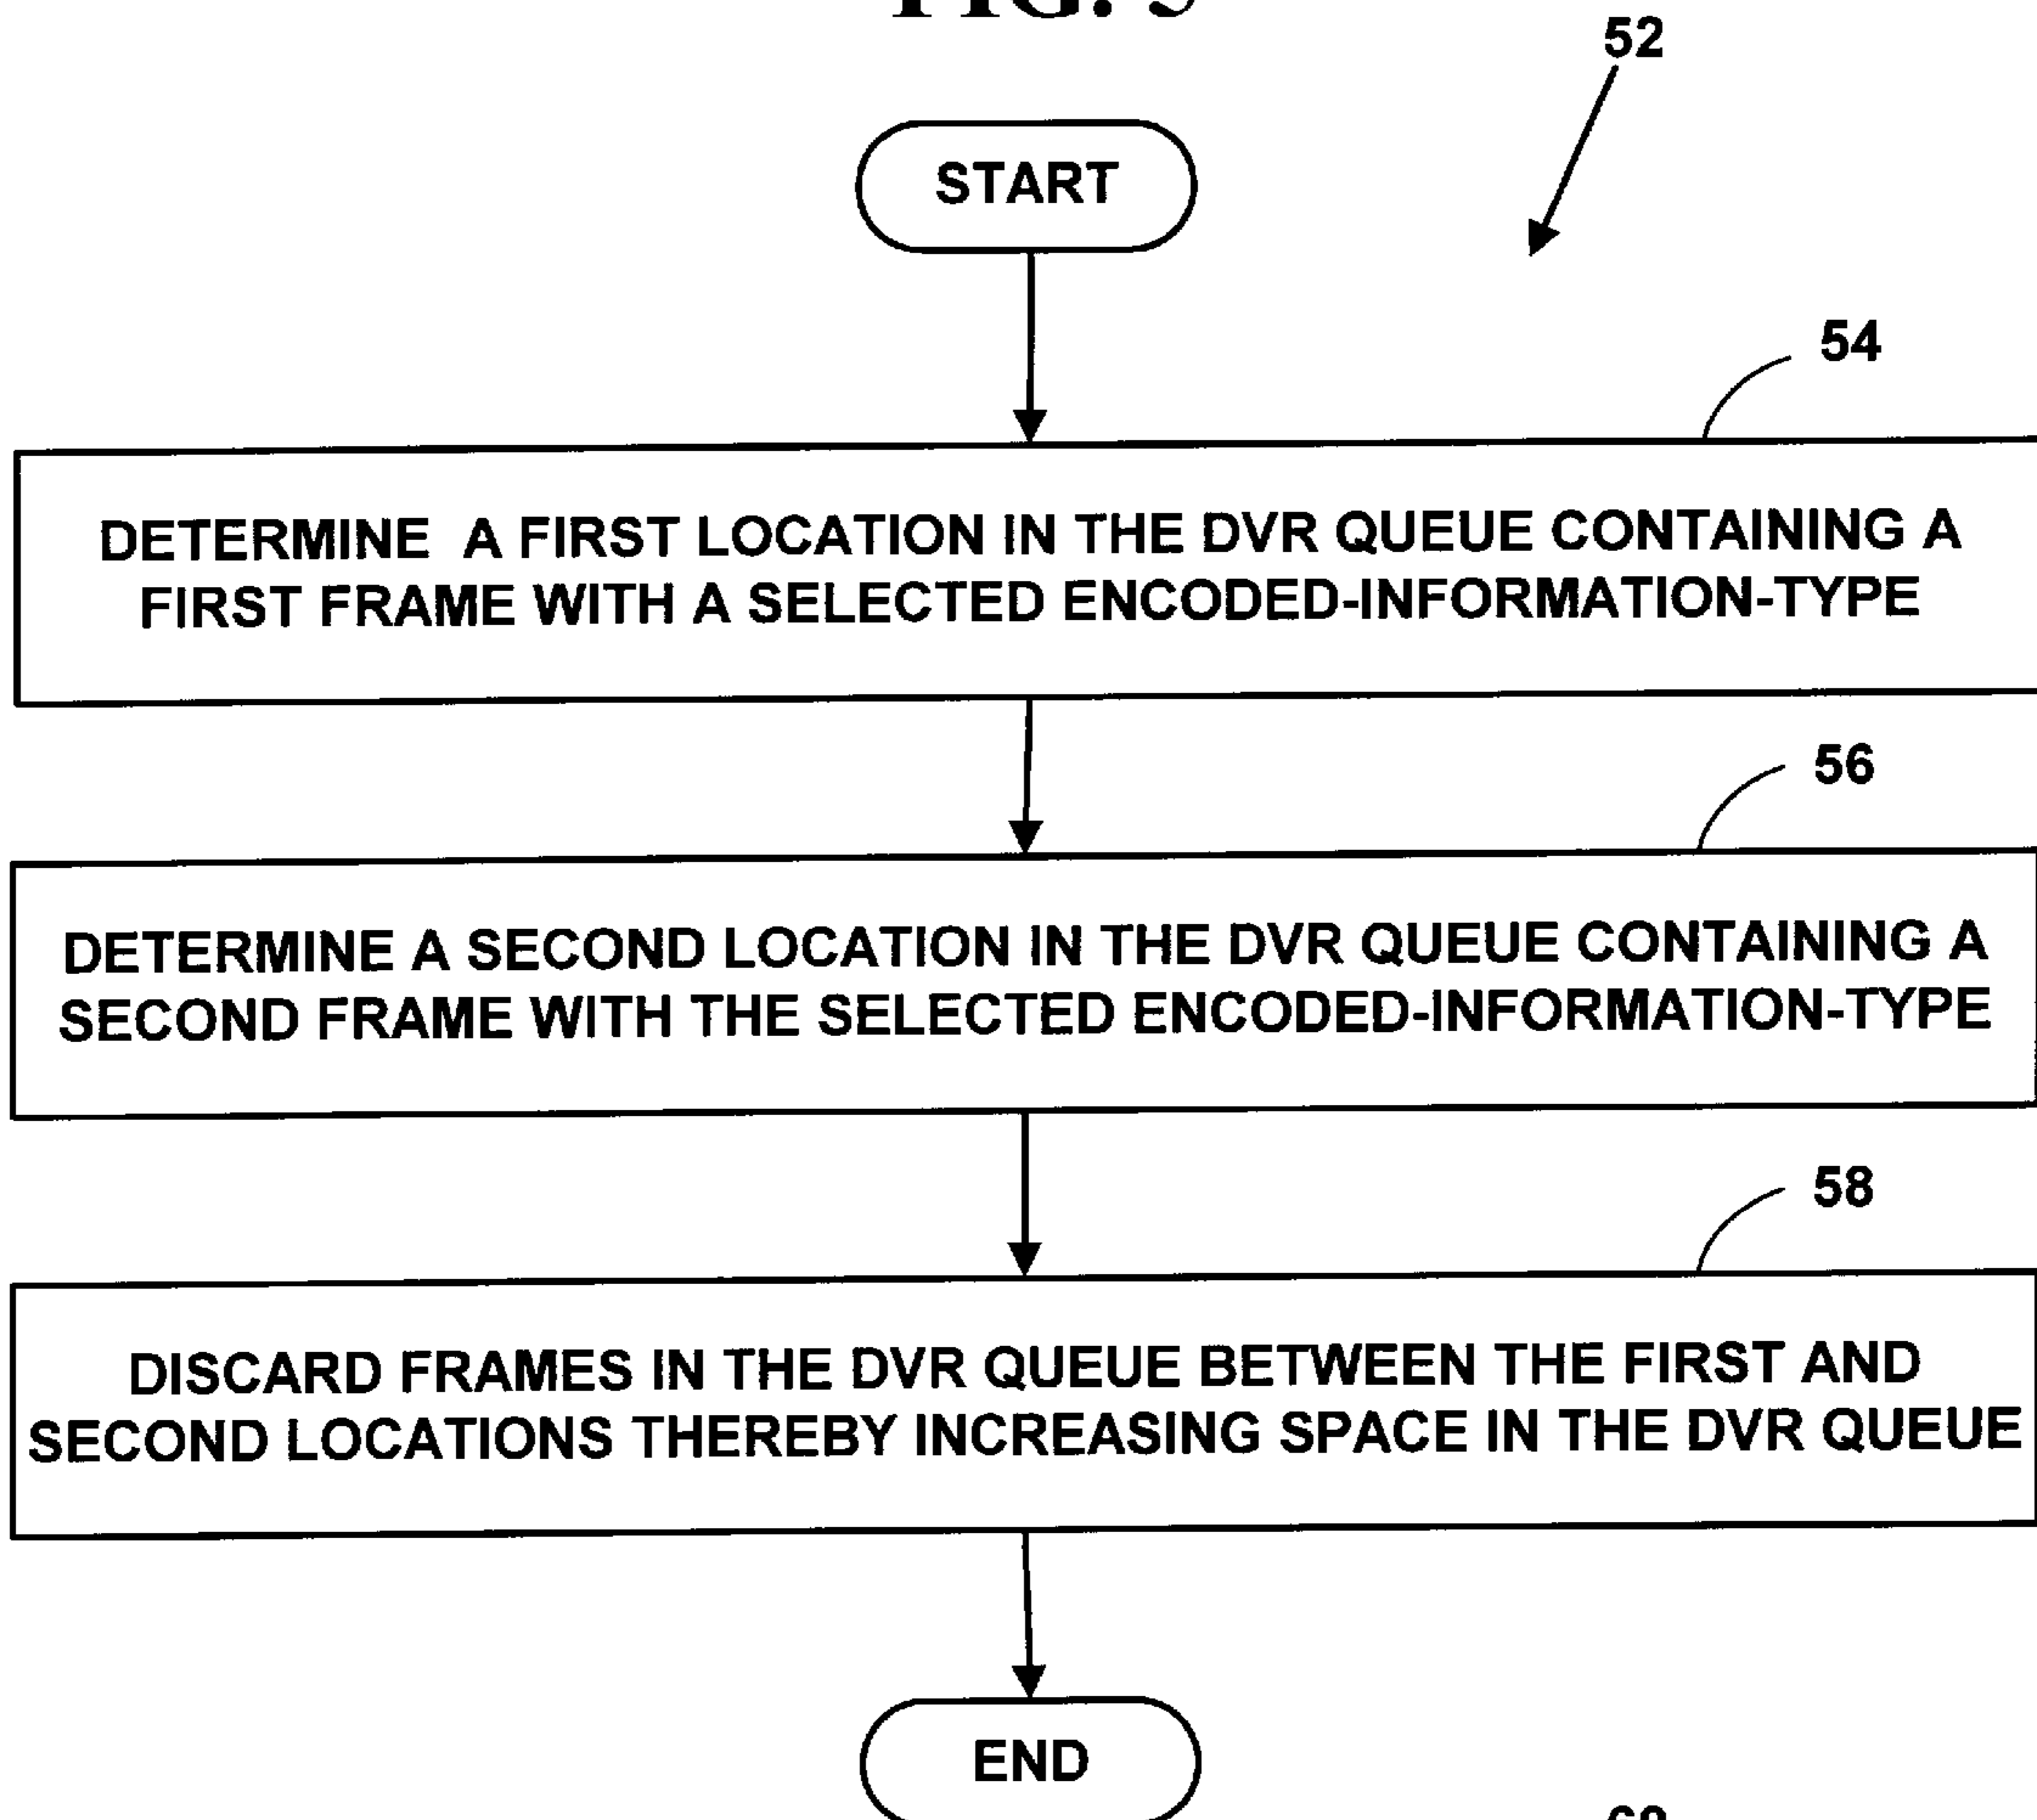 52
START
54
DETERMINE A FIRST LOCATION IN THE DVR QUEUE CONTAINING A
FIRST FRAME WITH A SELECTED ENCODED-INFORMATION-TYPE
56
DETERMINE A SECOND LOCATION IN THE DVR QUEUE CONTAINING A
SECOND FRAME WITH THE SELECTED ENCODED-INFORMATION-TYPE
58
DISCARD FRAMES IN THE DVR QUEUE BETWEEN THE FIRST AND
SECOND LOCATIONS THEREBY INCREASING SPACE IN THE DVR QUEUE
END